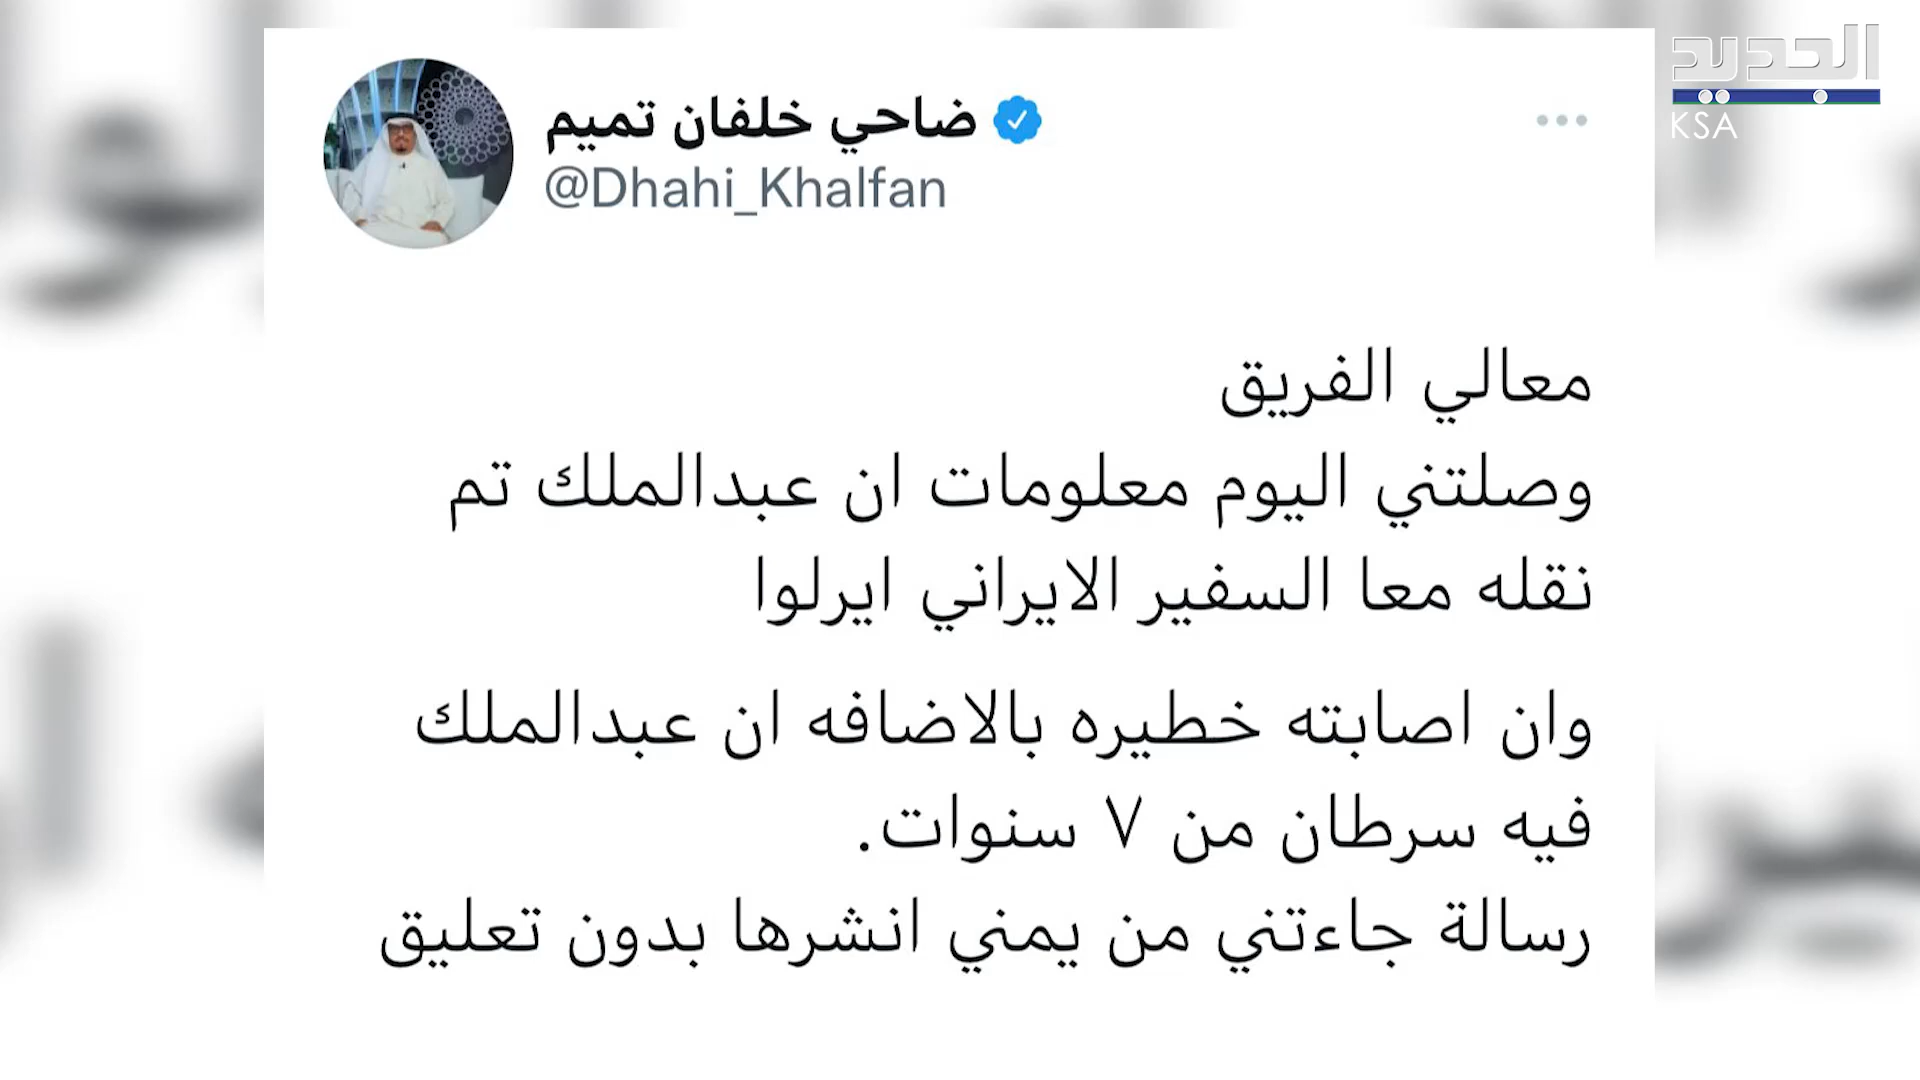 الجديد
KSA
ضاحي خلفان تميم
@Dhahi_Khalfan
معالي الفريق
وصلتني اليوم معلومات ان عبدالملك تم
نقله معا السفير الايراني ايرلوا
وان اصابته خطيره بالاضافه ان عبدالملك
فيه سرطان من ٧ سنوات.
رسالة جاءتني من يمني انشرها بدون تعليق